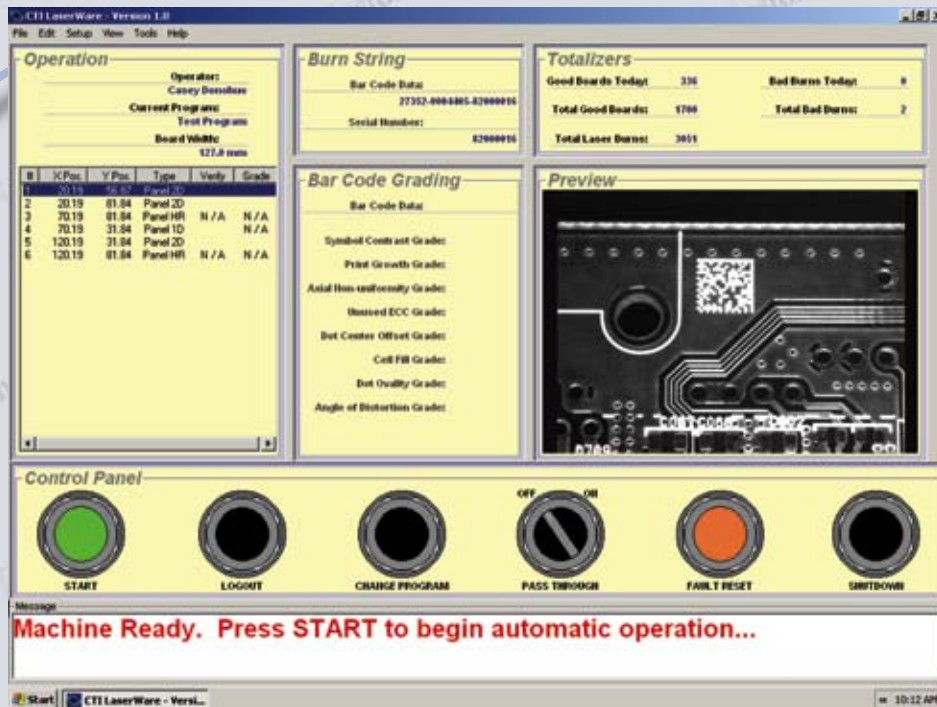 CTI LaserWare - Version 1.0
File Edit Setup View Tools Help
Operation
Operator:
Casey Donohue
Current Program:
Test Program
Board Width:
127.0 mm
# X Pos. Y Pos. Type Verify Grade
1 20.19 56.87 Panel 2D
2 20.19 81.84 Panel 2D
3 70.19 81.84 Panel HR N/A N/A
4 70.19 31.84 Panel 1D N/A
5 120.19 31.84 Panel 2D
6 120.19 81.84 Panel HR N/A N/A
Burn String
Bar Code Data:
27352-0004405-82000016
Serial Number:
82000016
Totalizers
Good Boards Today: 336 Bad Burns Today: 0
Total Good Boards: 1700 Total Bad Burns: 2
Total Laser Burns: 3051
Bar Code Grading
Bar Code Data:
Symbol Contrast Grade:
Print Growth Grade:
Axial Non-uniformity Grade:
Unused ECC Grade:
Dot Center Offset Grade:
Cell Fill Grade:
Dot Quality Grade:
Angle of Distortion Grade:
Preview
Control Panel
OFF ON
START LOGOUT CHANGE PROGRAM PASS THROUGH FAULT RESET SHUTDOWN
Message
Machine Ready. Press START to begin automatic operation...
Start CTI LaserWare - Versi... 10:12 AM